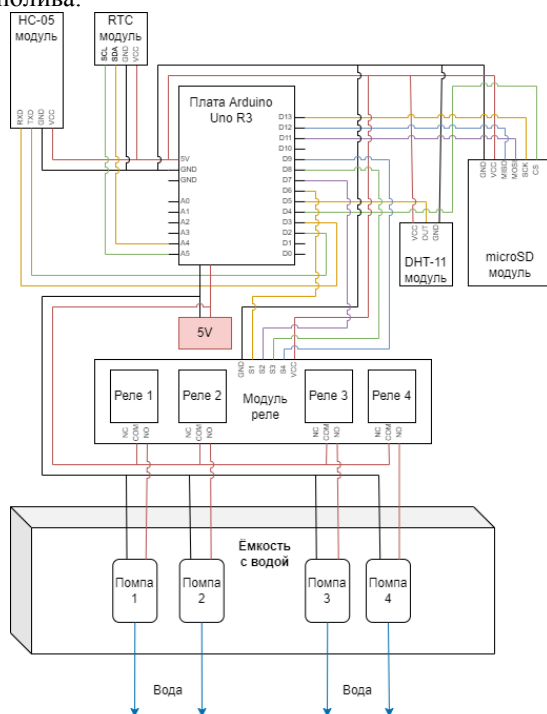 полива.
HC-05
модуль
RTC
модуль
RXD
TXD
GND
VCC
SCL
SDA
GND
VCC
Плата Arduino
Uno R3
5V
GND
GND
A0
A1
A2
A3
A4
A5
D13
D12
D11
D10
D9
D8
D7
D6
D5
D4
D3
D2
D1
D0
GND
VCC
MISO
MOSI
SCK
CS
microSD
модуль
VCC
OUT
GND
DHT-11
модуль
5V
GND
S1
S2
S3
S4
VCC
Реле 1
Реле 2
Модуль
реле
Реле 3
Реле 4
NC
COM
NO
NC
COM
NO
NC
COM
NO
NC
COM
NO
Ёмкость
с водой
Помпа
1
Помпа
2
Помпа
3
Помпа
4
Вода
Вода